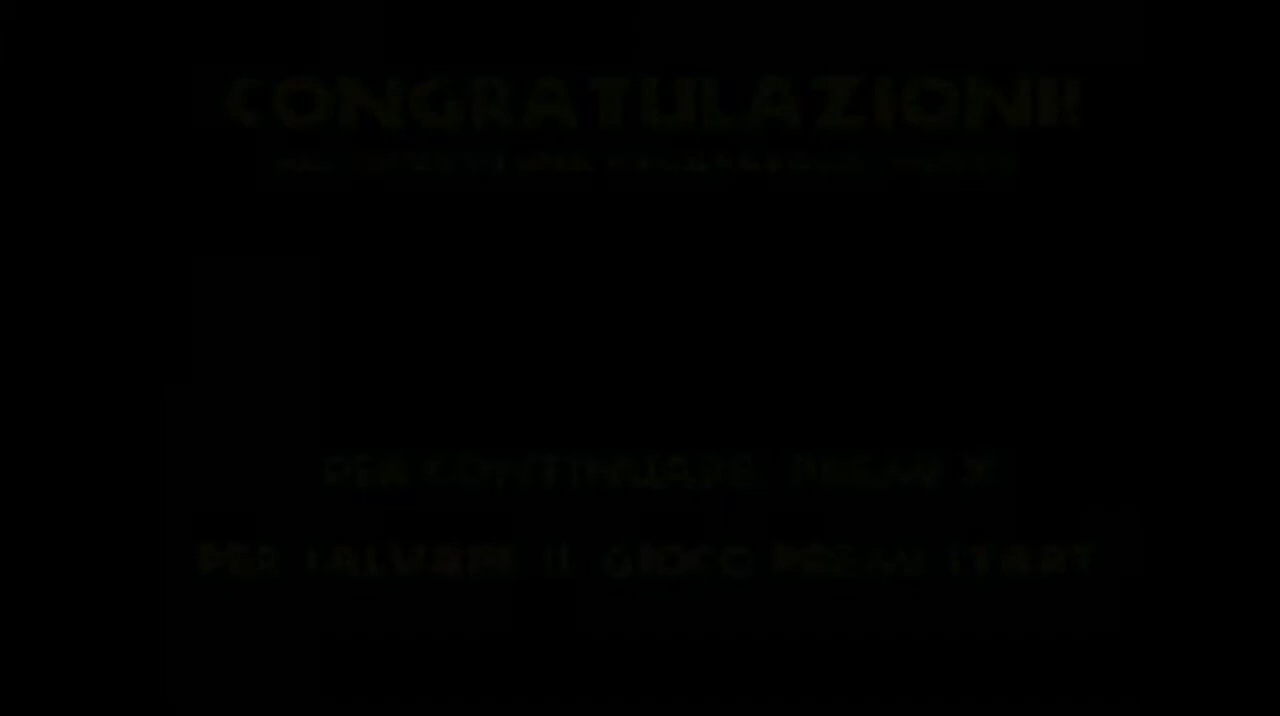 CONGRATULAZIONI!
PER CONTINUARE PREMI X
PER SALVARE IL GIOCO PREMI START